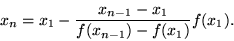 x_n = x_1 - \frac{x_{n-1} - x_1}{f(x_{n-1}) - f(x_1)} f(x_1).